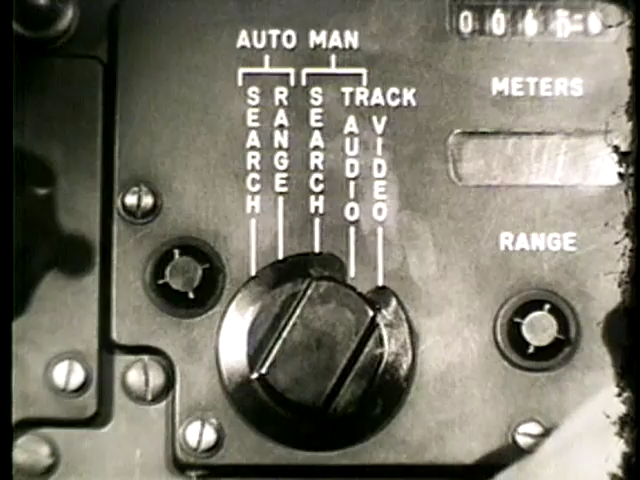 AUTO MAN
METERS
SEARCH
RANGE
SEARCH
TRACK
AUDIO
VIDEO
RANGE